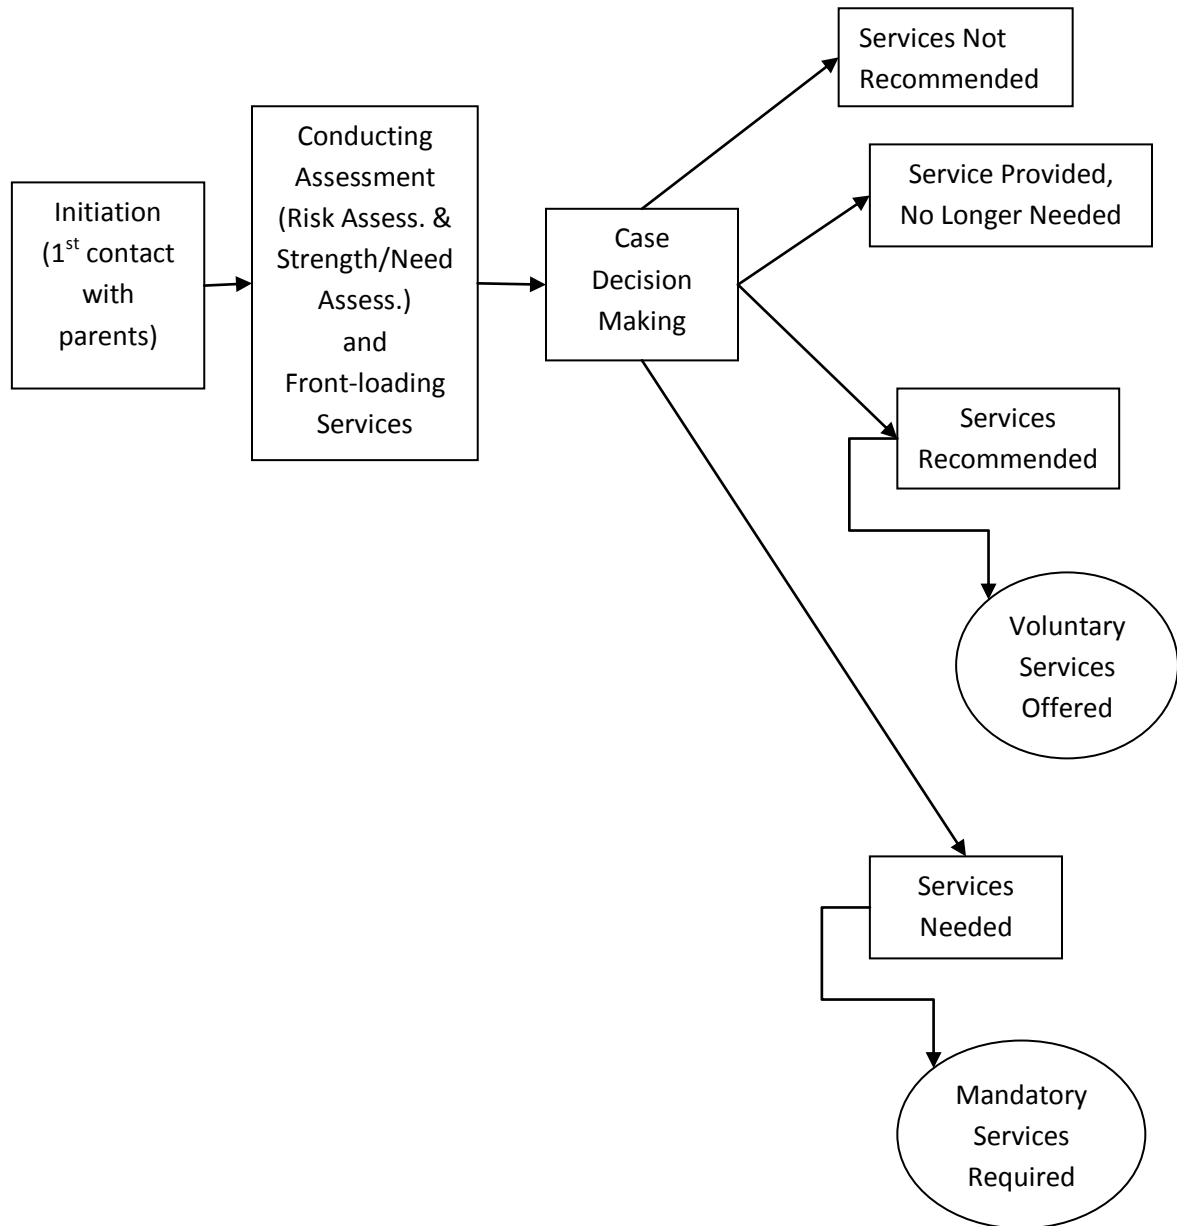 Initiation
(1st contact
with
parents)
Conducting
Assessment
(Risk Assess. &
Strength/Need
Assess.)
and
Front-loading
Services
Case
Decision
Making
Services Not
Recommended
Service Provided,
No Longer Needed
Services
Recommended
Voluntary
Services
Offered
Services
Needed
Mandatory
Services
Required